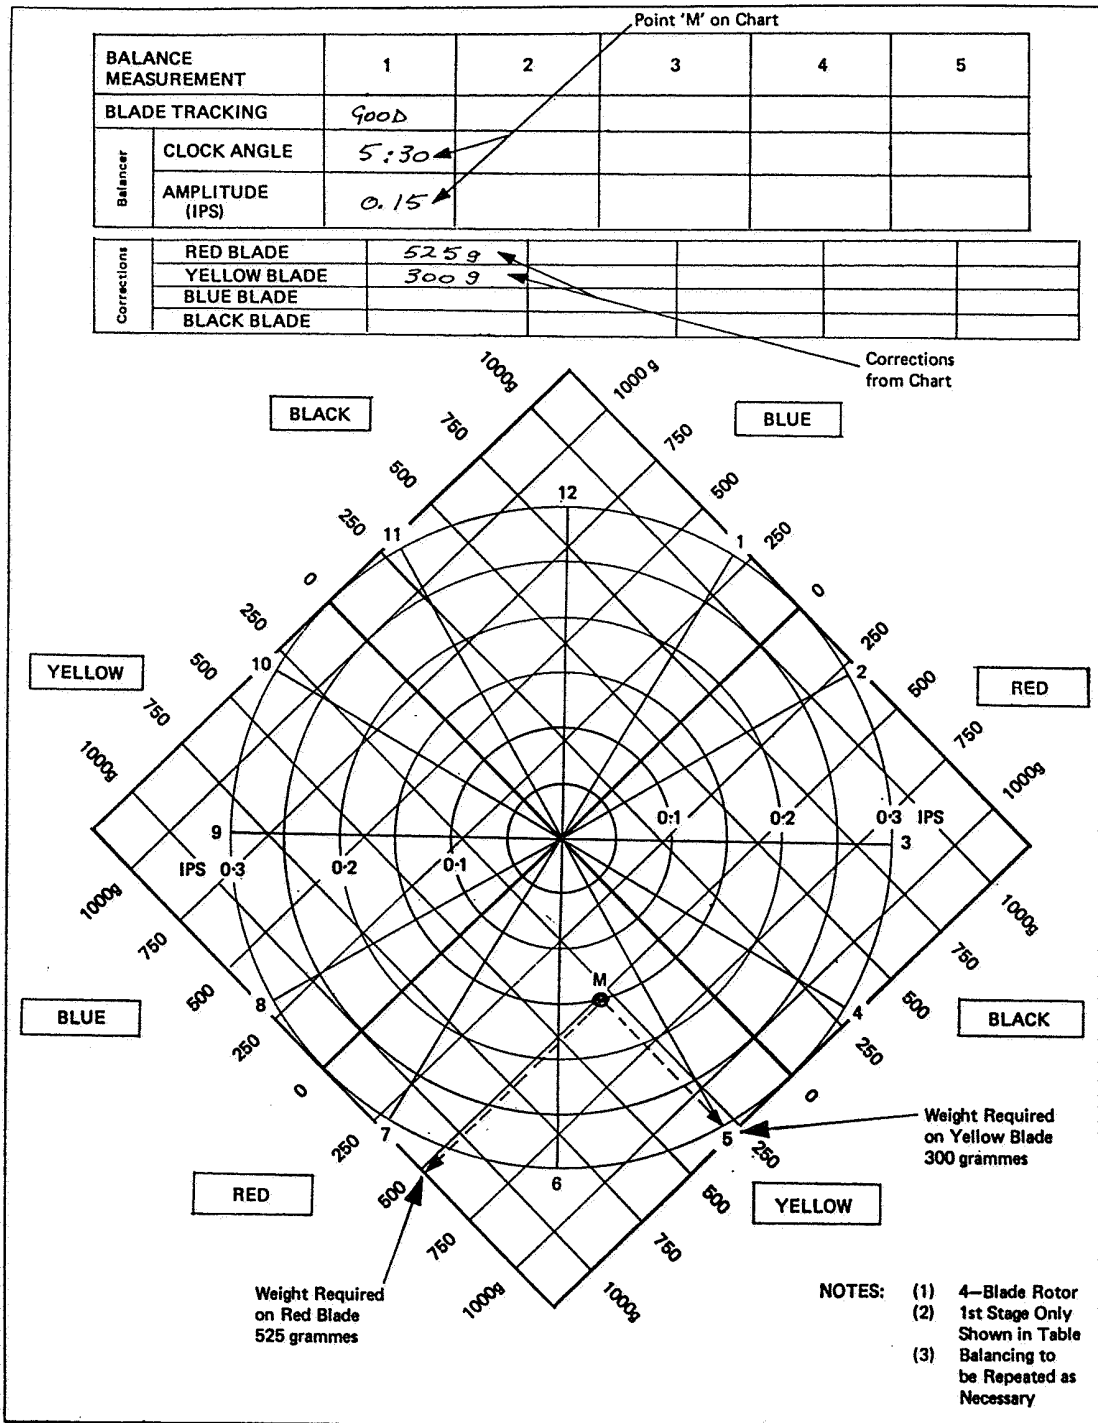 Point 'M' on Chart
BALANCE MEASUREMENT 1 2 3 4 5
BLADE TRACKING GOOD
Balancer
CLOCK ANGLE 5:30
AMPLITUDE (IPS) 0.15
Corrections
RED BLADE 525g
YELLOW BLADE 300g
BLUE BLADE
BLACK BLADE
Corrections
from Chart
1000g 1000g
BLACK BLUE
750 750
500 500
12
250 11 1 250
0 0
250 250
YELLOW 10 2 RED
500 500
750 750
1000g 1000g
9 0·1 0·2 0·3 IPS 3
IPS 0·3 0·2 0·1
1000g 1000g
750 750
M
500 500
BLUE 8 4 BLACK
250 250
0 0
7 5
250 250
Weight Required
on Yellow Blade
300 grammes
6
RED 500 500 YELLOW
750 750
1000g 1000g
Weight Required
on Red Blade
525 grammes
NOTES: (1) 4—Blade Rotor
(2) 1st Stage Only
Shown in Table
(3) Balancing to
be Repeated as
Necessary